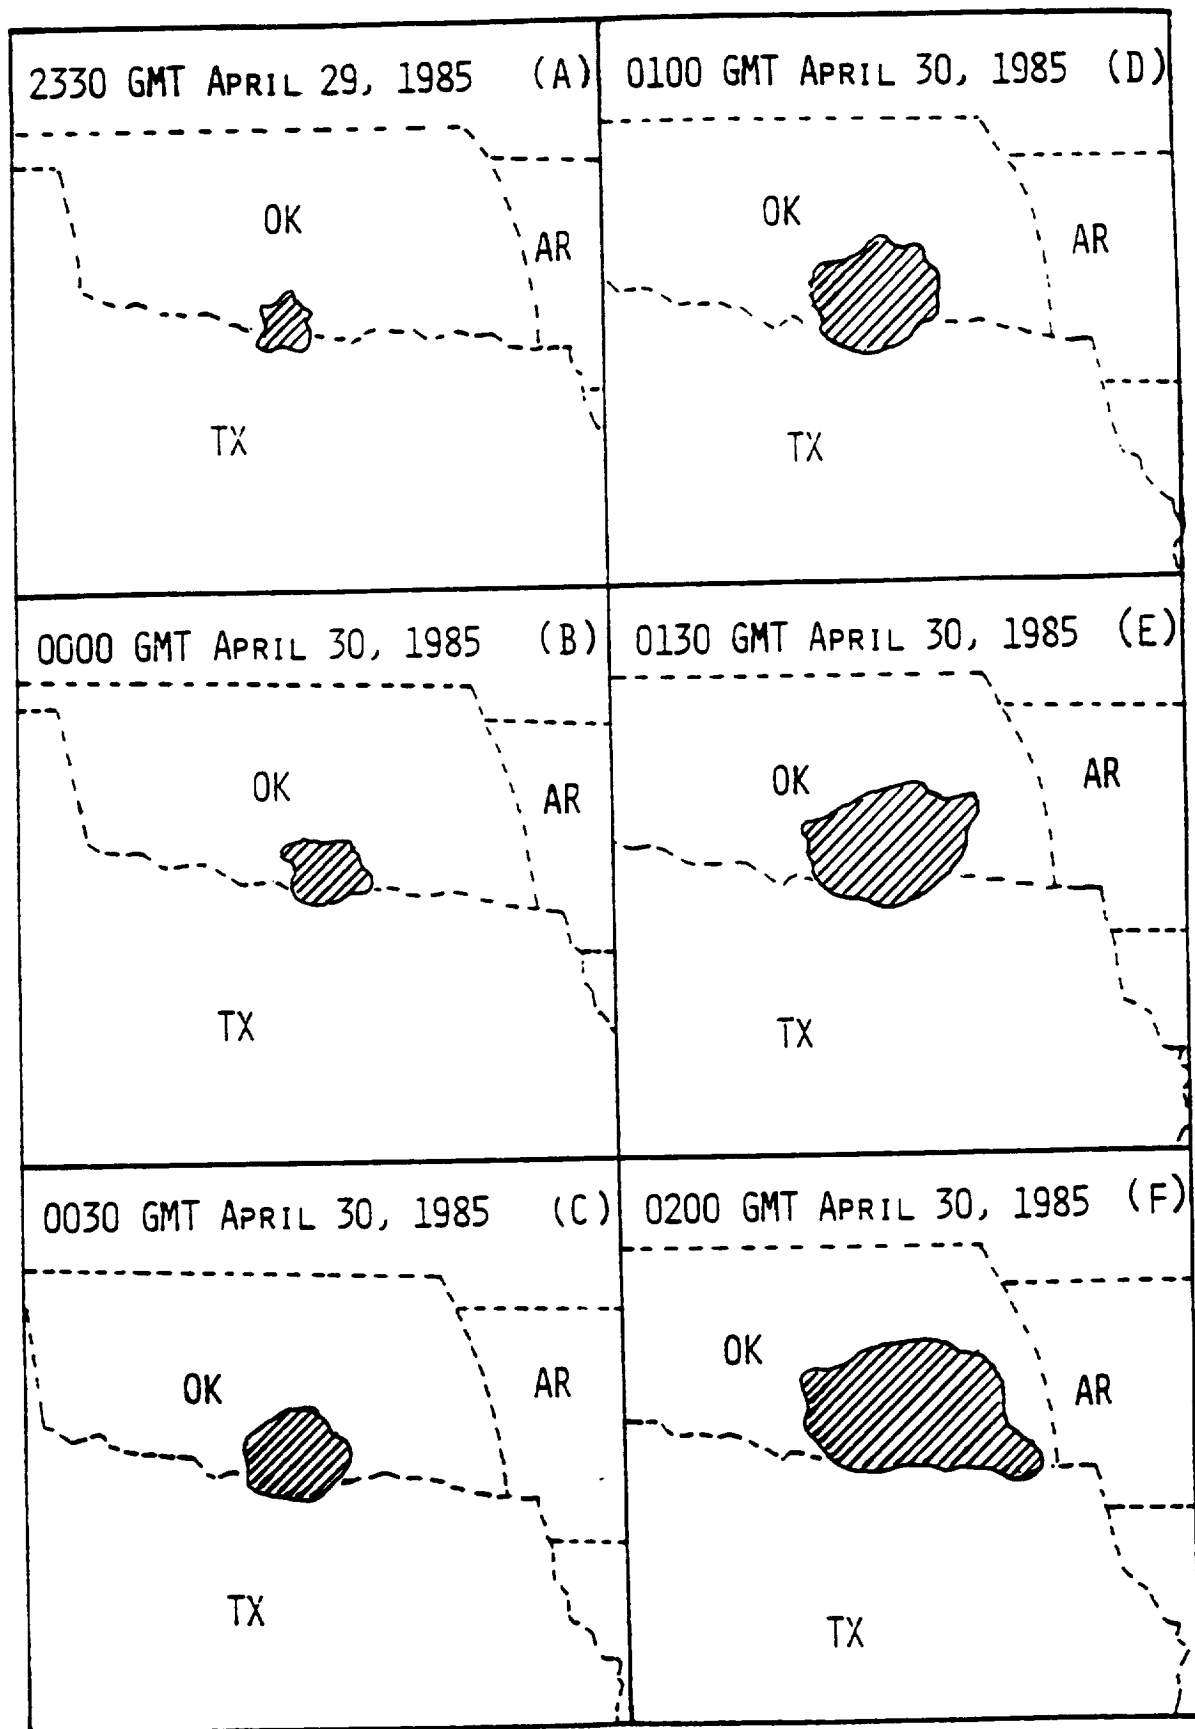 2330 GMT APRIL 29, 1985 (A)
OK
AR
TX
0000 GMT APRIL 30, 1985 (B)
OK
AR
TX
0030 GMT APRIL 30, 1985 (C)
OK
AR
TX
0100 GMT APRIL 30, 1985 (D)
OK
AR
TX
0130 GMT APRIL 30, 1985 (E)
OK
AR
TX
0200 GMT APRIL 30, 1985 (F)
OK
AR
TX